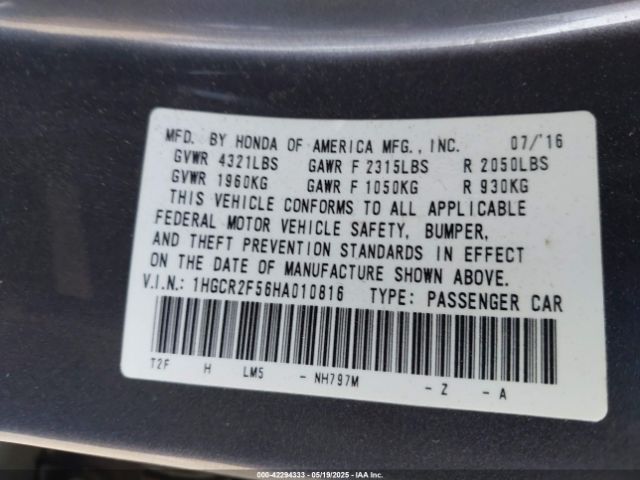 MFD. BY HONDA OF AMERICA MFG., INC. 07/'16
GVWR 4321LBS GAWR F 2315LBS R 2050LBS
GVWR 1960KG GAWR F 1050KG R 930KG
THIS VEHICLE CONFORMS TO ALL APPLICABLE
FEDERAL MOTOR VEHICLE SAFETY, BUMPER,
AND THEFT PREVENTION STANDARDS IN EFFECT
ON THE DATE OF MANUFACTURE SHOWN ABOVE.
V.I.N.: 1HGCR2F56HA010816 TYPE: PASSENGER CAR
T2F H LM5 - NH797M - Z - A
000-42294333 - 05/19/2025 - IAA Inc.